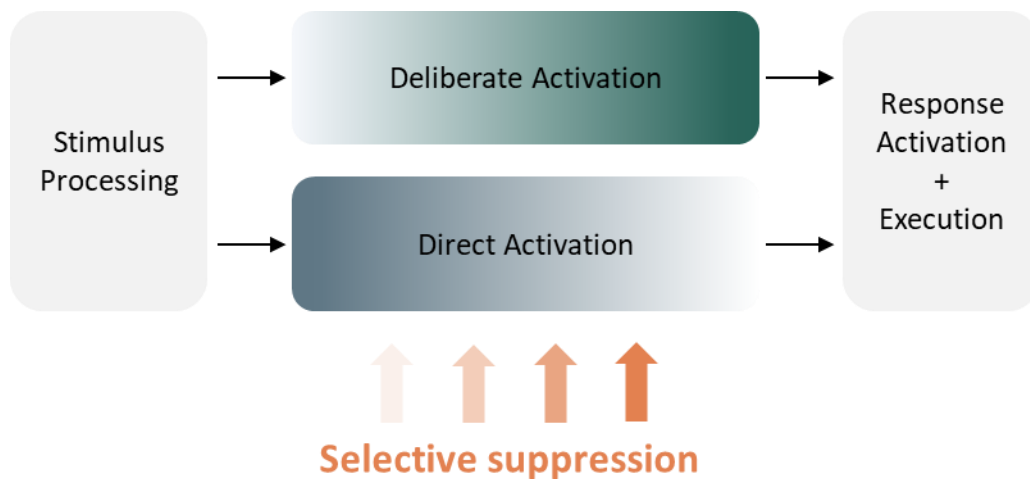 Stimulus
Processing
Deliberate Activation
Direct Activation
Response
Activation
+
Execution
Selective suppression